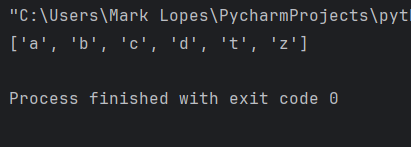 "C:\Users\Mark Lopes\PycharmProjects\pyt
['a', 'b', 'c', 'd', 't', 'z']
Process finished with exit code 0